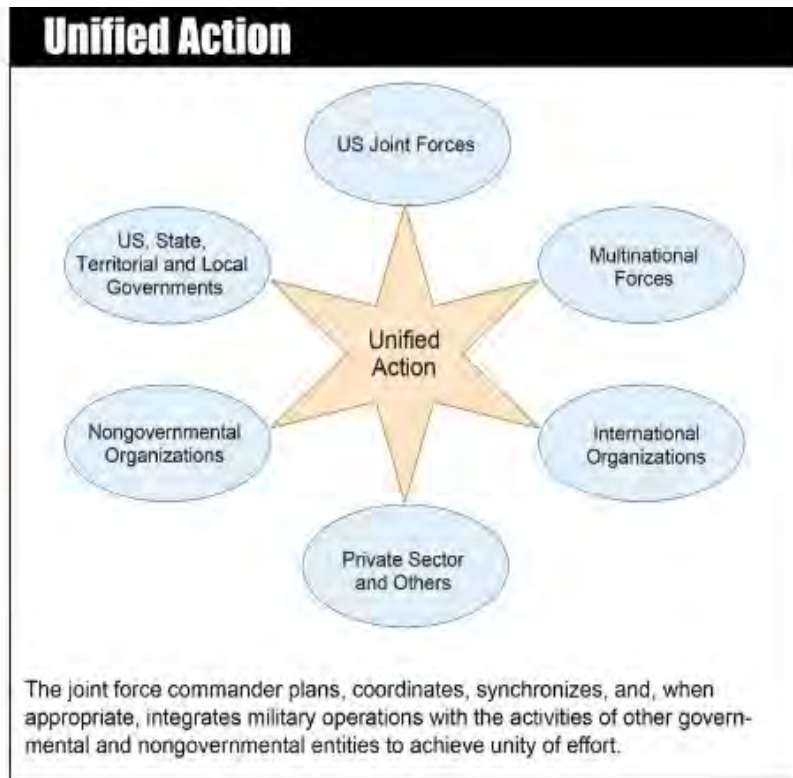 Unified Action
US Joint Forces
US, State,
Territorial and Local
Governments
Multinational
Forces
Unified
Action
Nongovernmental
Organizations
International
Organizations
Private Sector
and Others
The joint force commander plans, coordinates, synchronizes, and, when
appropriate, integrates military operations with the activities of other govern-
mental and nongovernmental entities to achieve unity of effort.